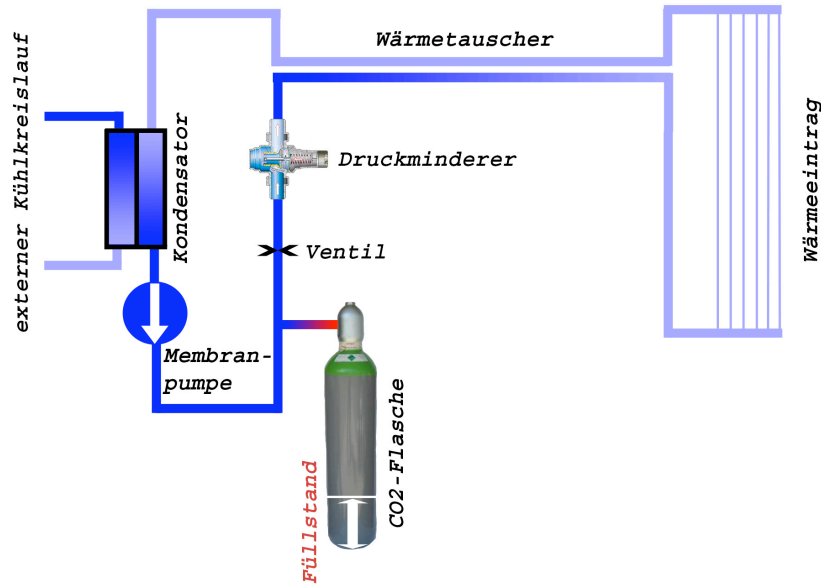 Wärmetauscher
externer Kühlkreislauf
Kondensator
Druckminderer
Wärmeeintrag
Ventil
Membran-
pumpe
CO2-Flasche
Füllstand